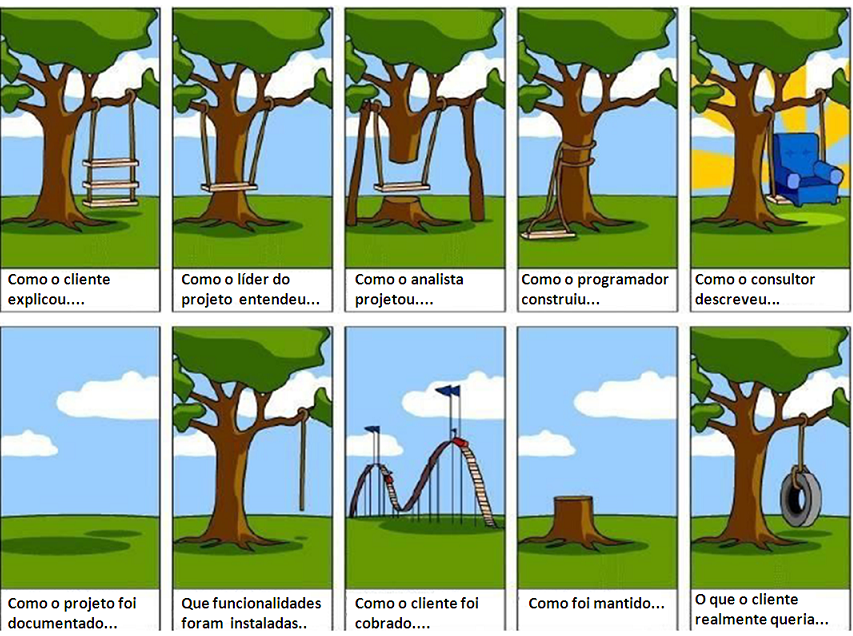 Como o cliente
explicou....
Como o líder do
projeto entendeu...
Como o analista
projetou....
Como o programador
construiu...
Como o consultor
descreveu...
Como o projeto foi
documentado...
Que funcionalidades
foram instaladas..
Como o cliente foi
cobrado....
Como foi mantido...
O que o cliente
realmente queria...